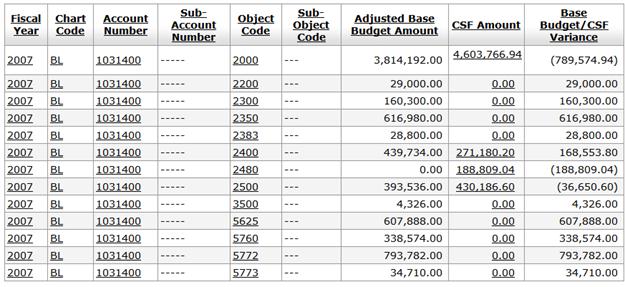 Fiscal Year Chart Code Account Number Sub-Account Number Object Code Sub-Object Code Adjusted Base Budget Amount CSF Amount Base Budget/CSF Variance
2007 BL 1031400 ----- 2000 --- 3,814,192.00 4,603,766.94 (789,574.94)
2007 BL 1031400 ----- 2200 --- 29,000.00 0.00 29,000.00
2007 BL 1031400 ----- 2300 --- 160,300.00 0.00 160,300.00
2007 BL 1031400 ----- 2350 --- 616,980.00 0.00 616,980.00
2007 BL 1031400 ----- 2383 --- 28,800.00 0.00 28,800.00
2007 BL 1031400 ----- 2400 --- 439,734.00 271,180.20 168,553.80
2007 BL 1031400 ----- 2480 --- 0.00 188,809.04 (188,809.04)
2007 BL 1031400 ----- 2500 --- 393,536.00 430,186.60 (36,650.60)
2007 BL 1031400 ----- 3500 --- 4,326.00 0.00 4,326.00
2007 BL 1031400 ----- 5625 --- 607,888.00 0.00 607,888.00
2007 BL 1031400 ----- 5760 --- 338,574.00 0.00 338,574.00
2007 BL 1031400 ----- 5772 --- 793,782.00 0.00 793,782.00
2007 BL 1031400 ----- 5773 --- 34,710.00 0.00 34,710.00